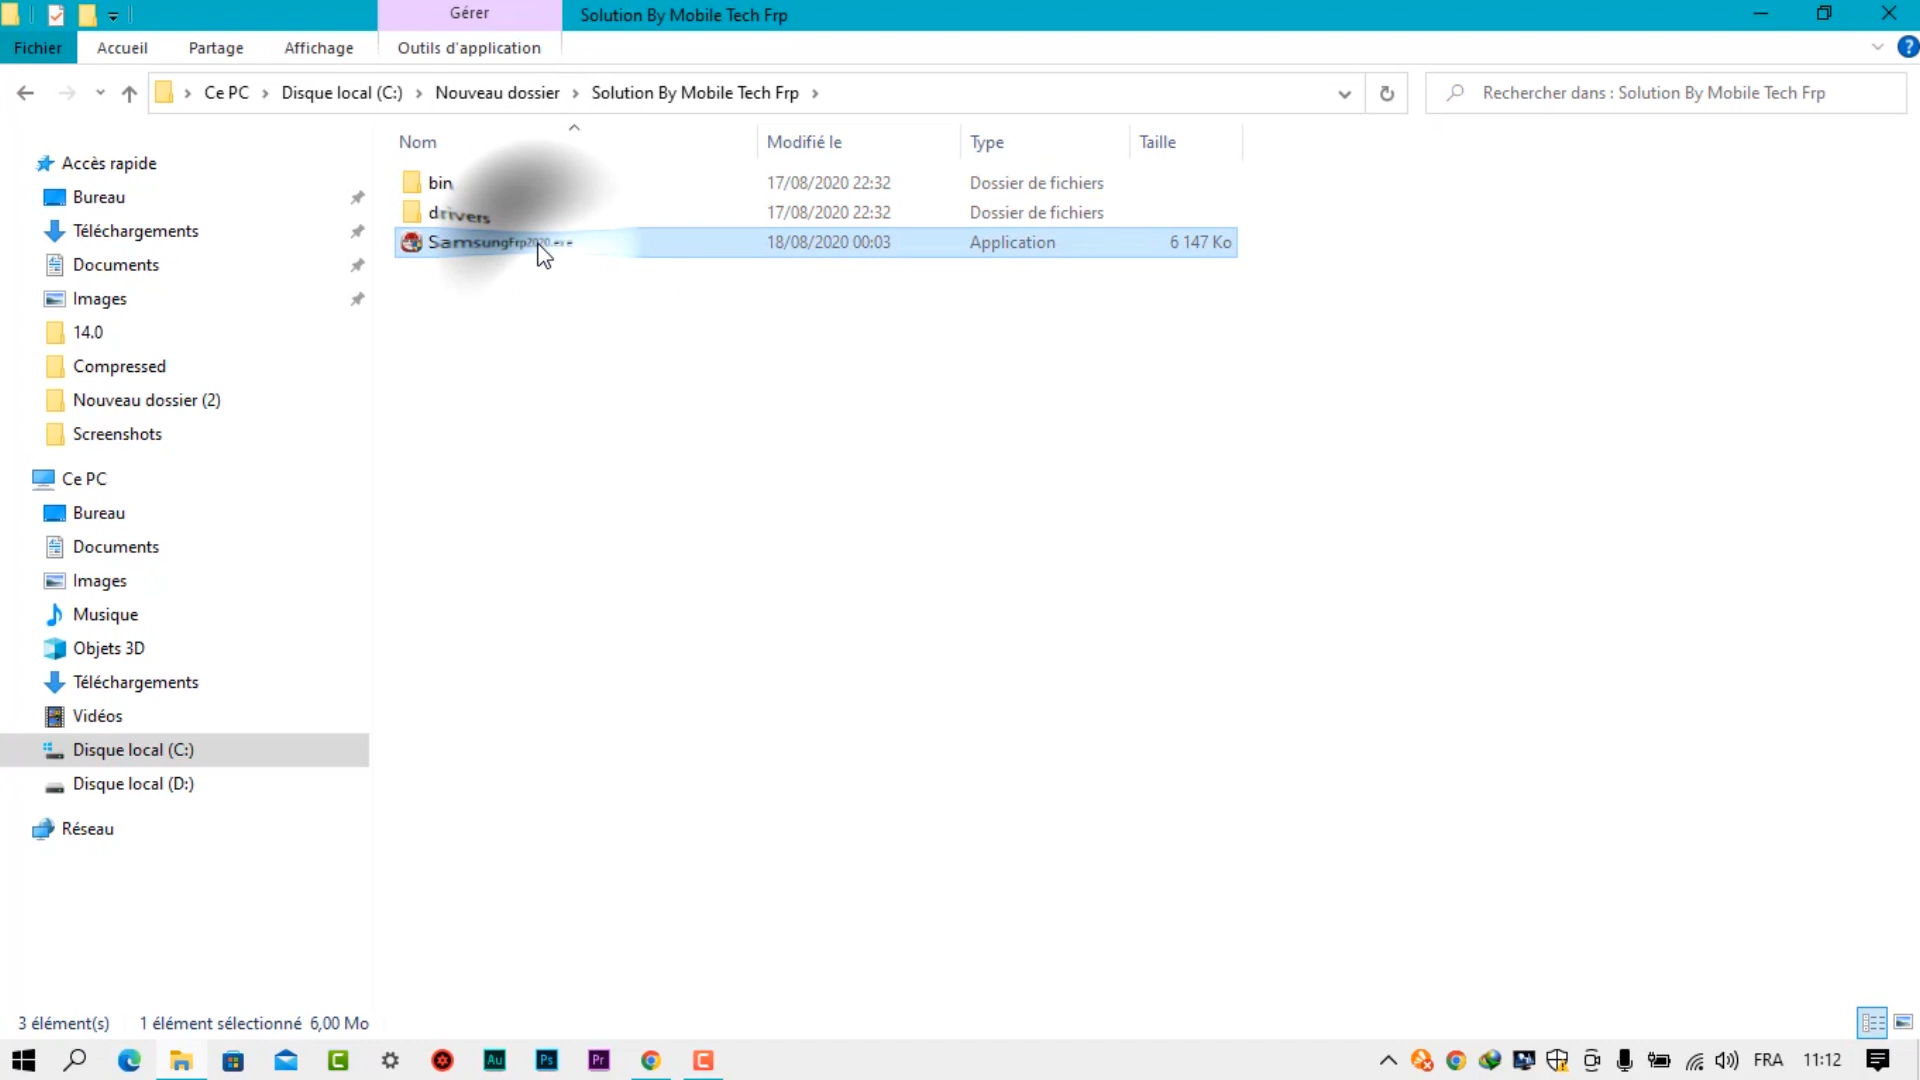 Gérer
Solution By Mobile Tech Frp
Fichier
Accueil
Partage
Affichage
Outils d'application
Ce PC
Disque local (C:)
Nouveau dossier
Solution By Mobile Tech Frp
Rechercher dans : Solution By Mobile Tech Frp
Nom
Modifié le
Type
Taille
bin
17/08/2020 22:32
Dossier de fichiers
drivers
17/08/2020 22:32
Dossier de fichiers
SamsungFrp2020.exe
18/08/2020 00:03
Application
6 147 Ko
Accès rapide
Bureau
Téléchargements
Documents
Images
14.0
Compressed
Nouveau dossier (2)
Screenshots
Ce PC
Bureau
Documents
Images
Musique
Objets 3D
Téléchargements
Vidéos
Disque local (C:)
Disque local (D:)
Réseau
3 élément(s)
1 élément sélectionné 6,00 Mo
Au
Ps
Pr
FRA
11:12